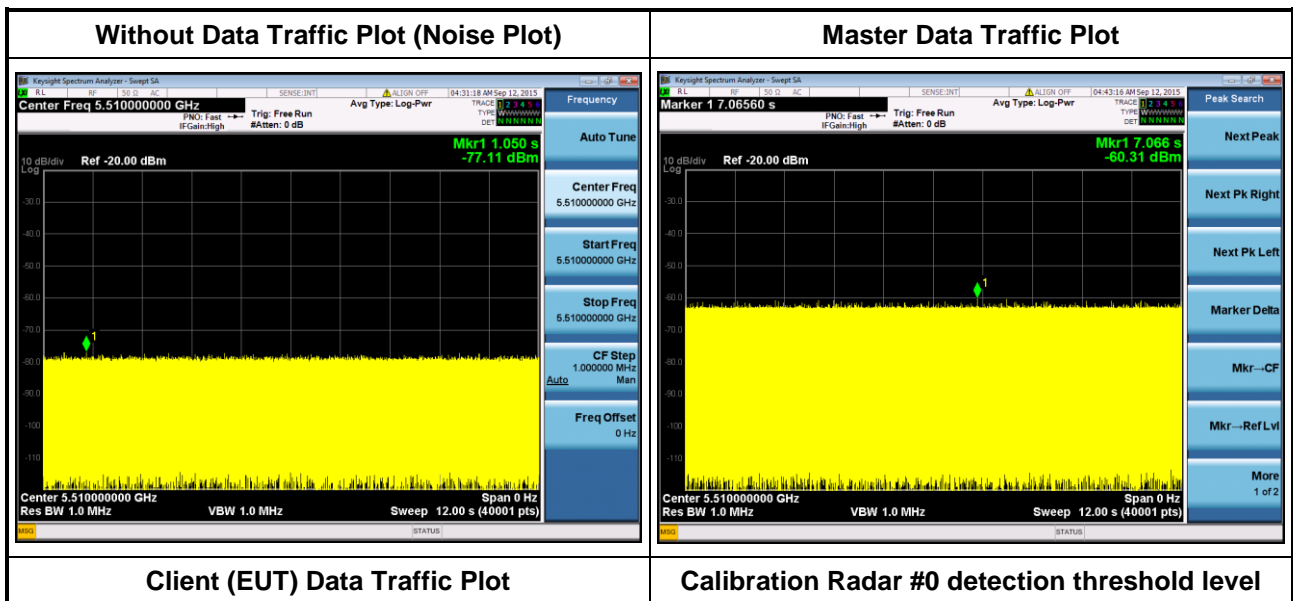 Without Data Traffic Plot (Noise Plot)
Master Data Traffic Plot
Keysight Spectrum Analyzer - Swept SA
RL RF 50 Ω AC SENSE:INT ALIGN OFF 04:31:18 AM Sep 12, 2015
Center Freq 5.510000000 GHz
PNO: Fast
IFGain:High
Trig: Free Run
#Atten: 0 dB
Avg Type: Log-Pwr
TRACE 1 2 3 4 5 6
TYPE
DET N N N N N N
Mkr1 1.050 s
-77.11 dBm
10 dB/div Ref -20.00 dBm
Log
-30.0
-40.0
-50.0
-60.0
-70.0
-80.0
-90.0
-100
-110
1
Center 5.510000000 GHz Span 0 Hz
Res BW 1.0 MHz VBW 1.0 MHz Sweep 12.00 s (40001 pts)
MSG STATUS
Frequency
Auto Tune
Center Freq
5.510000000 GHz
Start Freq
5.510000000 GHz
Stop Freq
5.510000000 GHz
CF Step
1.000000 MHz
Auto Man
Freq Offset
0 Hz
Keysight Spectrum Analyzer - Swept SA
RL RF 50 Ω AC SENSE:INT ALIGN OFF 04:43:16 AM Sep 12, 2015
Marker 1 7.06560 s
PNO: Fast
IFGain:High
Trig: Free Run
#Atten: 0 dB
Avg Type: Log-Pwr
TRACE 1 2 3 4 5 6
TYPE
DET N N N N N N
Mkr1 7.066 s
-60.31 dBm
10 dB/div Ref -20.00 dBm
Log
-30.0
-40.0
-50.0
-60.0
-70.0
-80.0
-90.0
-100
-110
1
Center 5.510000000 GHz Span 0 Hz
Res BW 1.0 MHz VBW 1.0 MHz Sweep 12.00 s (40001 pts)
MSG STATUS
Peak Search
Next Peak
Next Pk Right
Next Pk Left
Marker Delta
Mkr→CF
Mkr→Ref Lvl
More
1 of 2
Client (EUT) Data Traffic Plot
Calibration Radar #0 detection threshold level